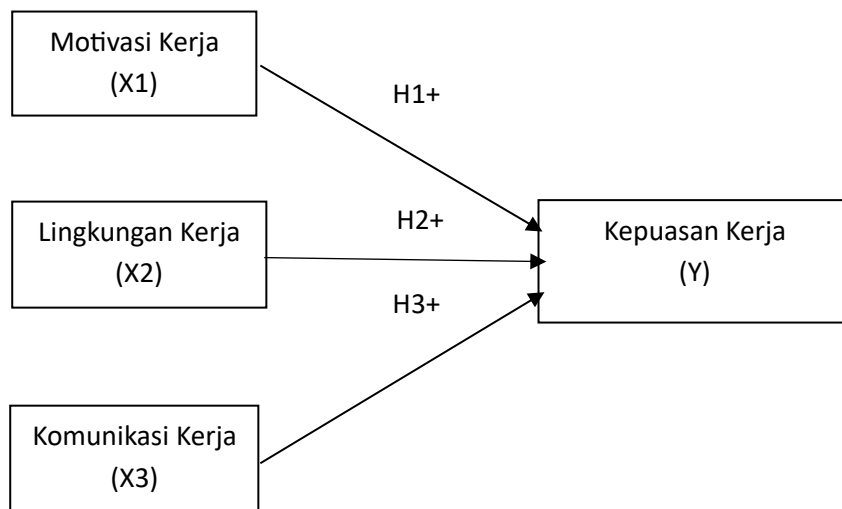 Motivasi Kerja
(X1)
H1+
Lingkungan Kerja
(X2)
H2+
Kepuasan Kerja
(Y)
H3+
Komunikasi Kerja
(X3)